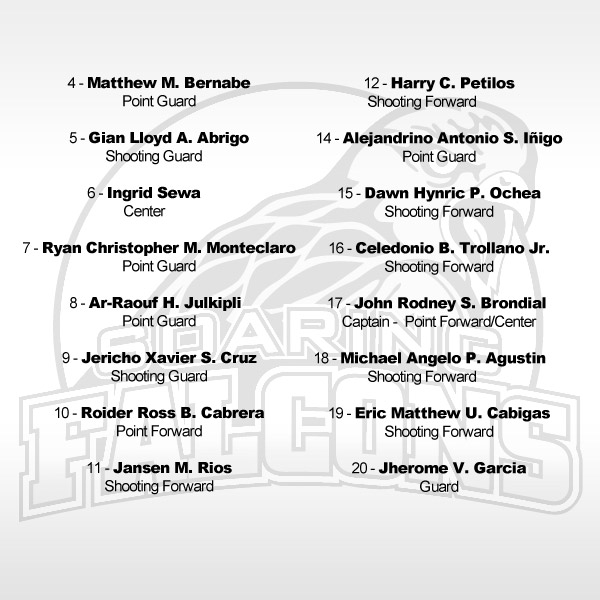 4 - Matthew M. Bernabe
Point Guard
5 - Gian Lloyd A. Abrigo
Shooting Guard
6 - Ingrid Sewa
Center
7 - Ryan Christopher M. Monteclaro
Point Guard
8 - Ar-Raouf H. Julkipli
Point Guard
9 - Jericho Xavier S. Cruz
Shooting Guard
10 - Roider Ross B. Cabrera
Point Forward
11 - Jansen M. Rios
Shooting Forward
12 - Harry C. Petilos
Shooting Forward
14 - Alejandrino Antonio S. Iñigo
Point Guard
15 - Dawn Hynric P. Ochea
Shooting Forward
16 - Celedonio B. Trollano Jr.
Shooting Forward
17 - John Rodney S. Brondial
Captain - Point Forward/Center
18 - Michael Angelo P. Agustin
Shooting Forward
19 - Eric Matthew U. Cabigas
Shooting Forward
20 - Jherome V. Garcia
Guard
SOARING
FALCONS